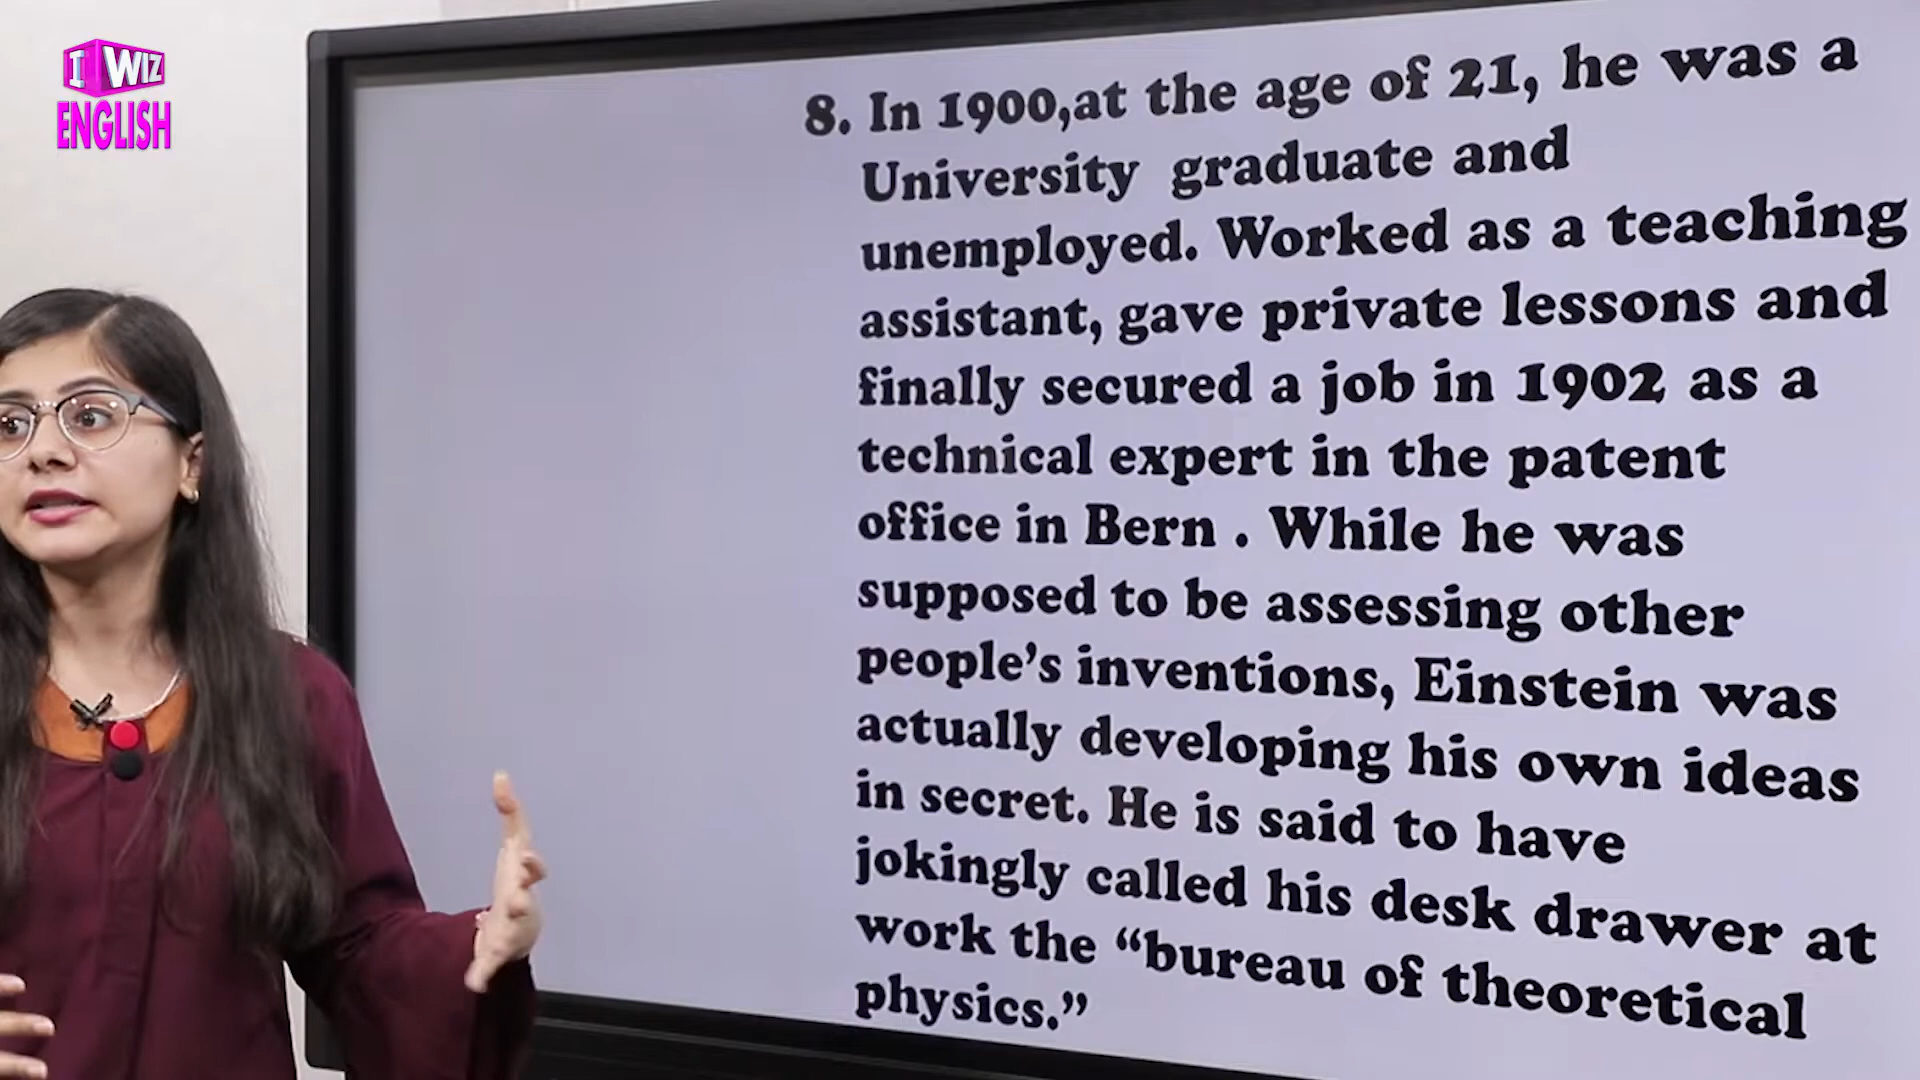 I WIZ
ENGLISH
8. In 1900,at the age of 21, he was a
University graduate and
unemployed. Worked as a teaching
assistant, gave private lessons and
finally secured a job in 1902 as a
technical expert in the patent
office in Bern . While he was
supposed to be assessing other
people’s inventions, Einstein was
actually developing his own ideas
in secret. He is said to have
jokingly called his desk drawer at
work the “bureau of theoretical
physics.”